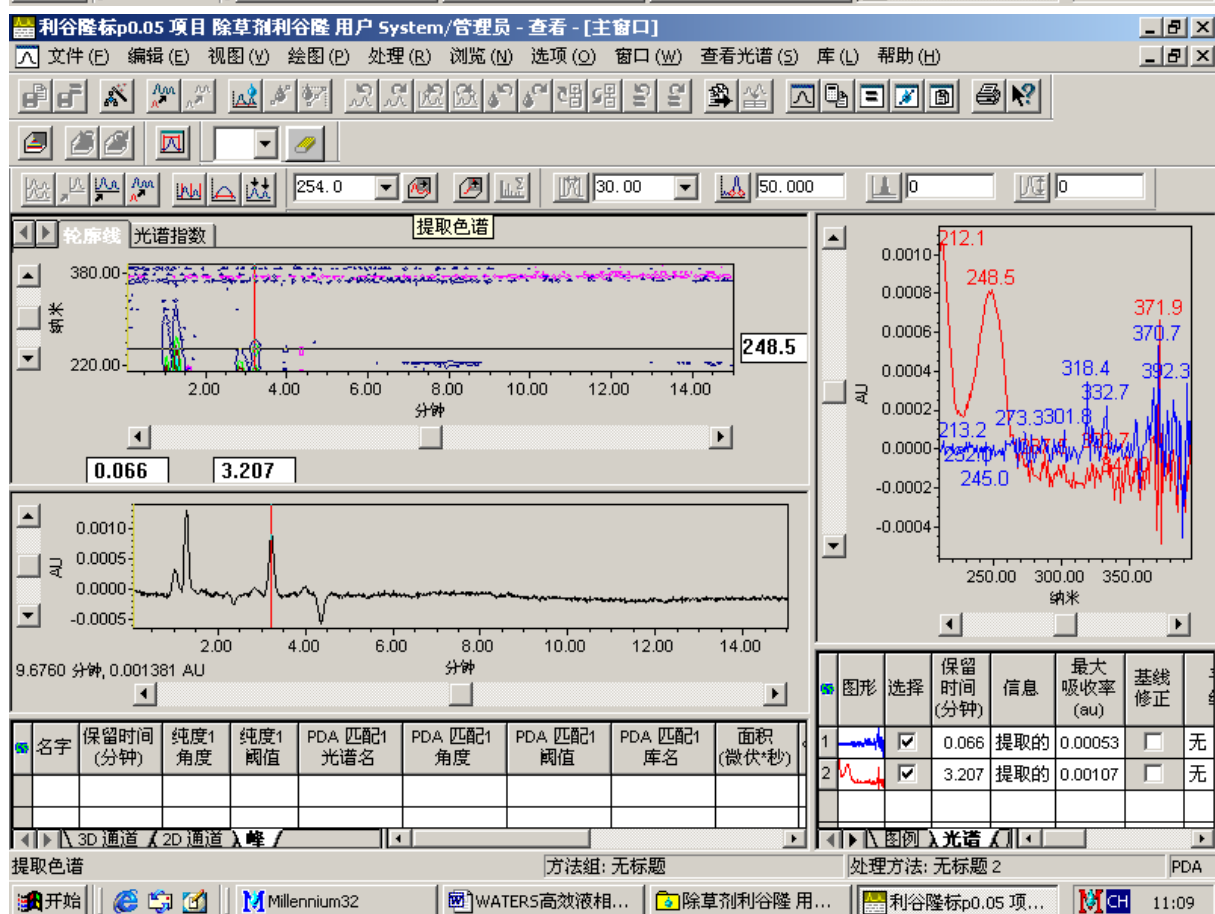 利谷隆标p0.05 项目 除草剂利谷隆 用户 System/管理员 - 查看 - [主窗口]
文件(F) 编辑(E) 视图(V) 绘图(P) 处理(R) 浏览(N) 选项(O) 窗口(W) 查看光谱(S) 库(L) 帮助(H)
254.0 30.00 50.000 0 0
提取色谱
轮廓线 光谱指数
380.00
纳米
220.00
248.5
2.00 4.00 6.00 8.00 10.00 12.00 14.00
分钟
0.066 3.207
0.0010
0.0005
0.0000
-0.0005
AU
2.00 4.00 6.00 8.00 10.00 12.00 14.00
9.6760 分钟, 0.001381 AU
分钟
名字 保留时间(分钟) 纯度1角度 纯度1阈值 PDA 匹配1光谱名 PDA 匹配1角度 PDA 匹配1阈值 PDA 匹配1库名 面积(微伏*秒)
3D 通道 2D 通道 峰
212.1
0.0010
248.5
0.0008
371.9
0.0006
370.7
318.4
0.0004
392.3
332.7
0.0002
273.3
301.8
213.2
0.0000
245.0
-0.0002
-0.0004
AU
250.00 300.00 350.00
纳米
图形 选择 保留时间(分钟) 信息 最大吸收率(au) 基线修正
1 0.066 提取的 0.00053 无
2 3.207 提取的 0.00107 无
图例 光谱
提取色谱 方法组: 无标题 处理方法: 无标题 2 PDA
开始 Millennium32 WATERS高效液相... 除草剂利谷隆 用... 利谷隆标p0.05 项... CH 11:09